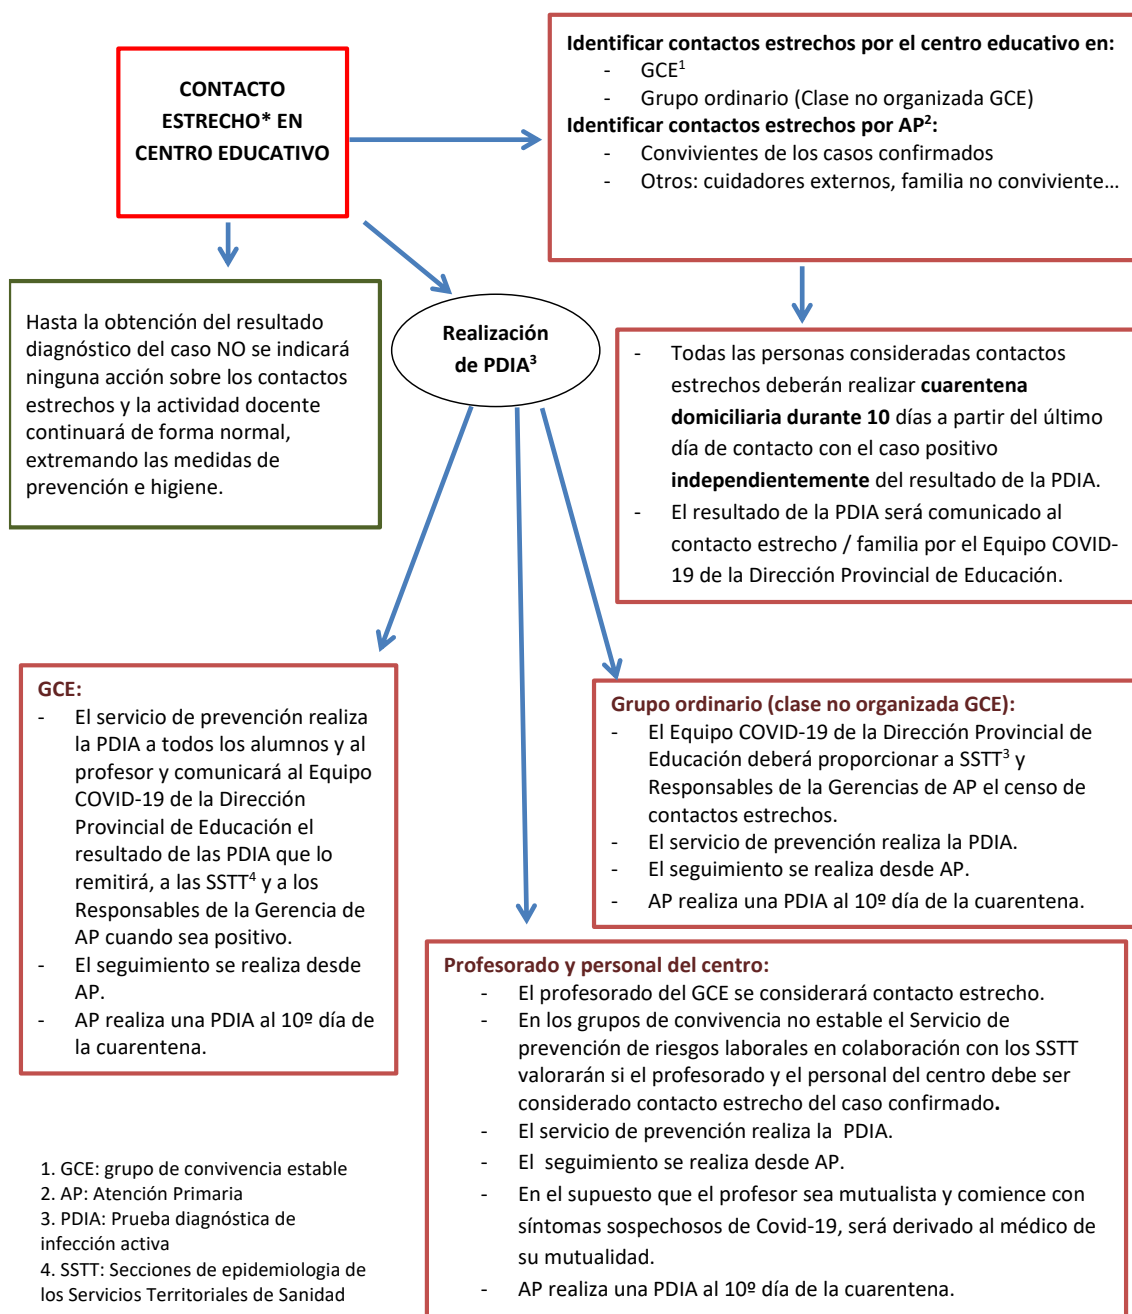 CONTACTO
ESTRECHO* EN
CENTRO EDUCATIVO
Identificar contactos estrechos por el centro educativo en:
- GCE1
- Grupo ordinario (Clase no organizada GCE)
Identificar contactos estrechos por AP2:
- Convivientes de los casos confirmados
- Otros: cuidadores externos, familia no conviviente…
Hasta la obtención del resultado
diagnóstico del caso NO se indicará
ninguna acción sobre los contactos
estrechos y la actividad docente
continuará de forma normal,
extremando las medidas de
prevención e higiene.
Realización
de PDIA3
- Todas las personas consideradas contactos
estrechos deberán realizar cuarentena
domiciliaria durante 10 días a partir del último
día de contacto con el caso positivo
independientemente del resultado de la PDIA.
- El resultado de la PDIA será comunicado al
contacto estrecho / familia por el Equipo COVID-
19 de la Dirección Provincial de Educación.
GCE:
- El servicio de prevención realiza
la PDIA a todos los alumnos y al
profesor y comunicará al Equipo
COVID-19 de la Dirección
Provincial de Educación el
resultado de las PDIA que lo
remitirá, a las SSTT4 y a los
Responsables de la Gerencia de
AP cuando sea positivo.
- El seguimiento se realiza desde
AP.
- AP realiza una PDIA al 10º día de
la cuarentena.
Grupo ordinario (clase no organizada GCE):
- El Equipo COVID-19 de la Dirección Provincial de
Educación deberá proporcionar a SSTT3 y
Responsables de la Gerencias de AP el censo de
contactos estrechos.
- El servicio de prevención realiza la PDIA.
- El seguimiento se realiza desde AP.
- AP realiza una PDIA al 10º día de la cuarentena.
Profesorado y personal del centro:
- El profesorado del GCE se considerará contacto estrecho.
- En los grupos de convivencia no estable el Servicio de
prevención de riesgos laborales en colaboración con los SSTT
valorarán si el profesorado y el personal del centro debe ser
considerado contacto estrecho del caso confirmado.
- El servicio de prevención realiza la PDIA.
- El seguimiento se realiza desde AP.
- En el supuesto que el profesor sea mutualista y comience con
síntomas sospechosos de Covid-19, será derivado al médico de
su mutualidad.
- AP realiza una PDIA al 10º día de la cuarentena.
1. GCE: grupo de convivencia estable
2. AP: Atención Primaria
3. PDIA: Prueba diagnóstica de
infección activa
4. SSTT: Secciones de epidemiologia de
los Servicios Territoriales de Sanidad